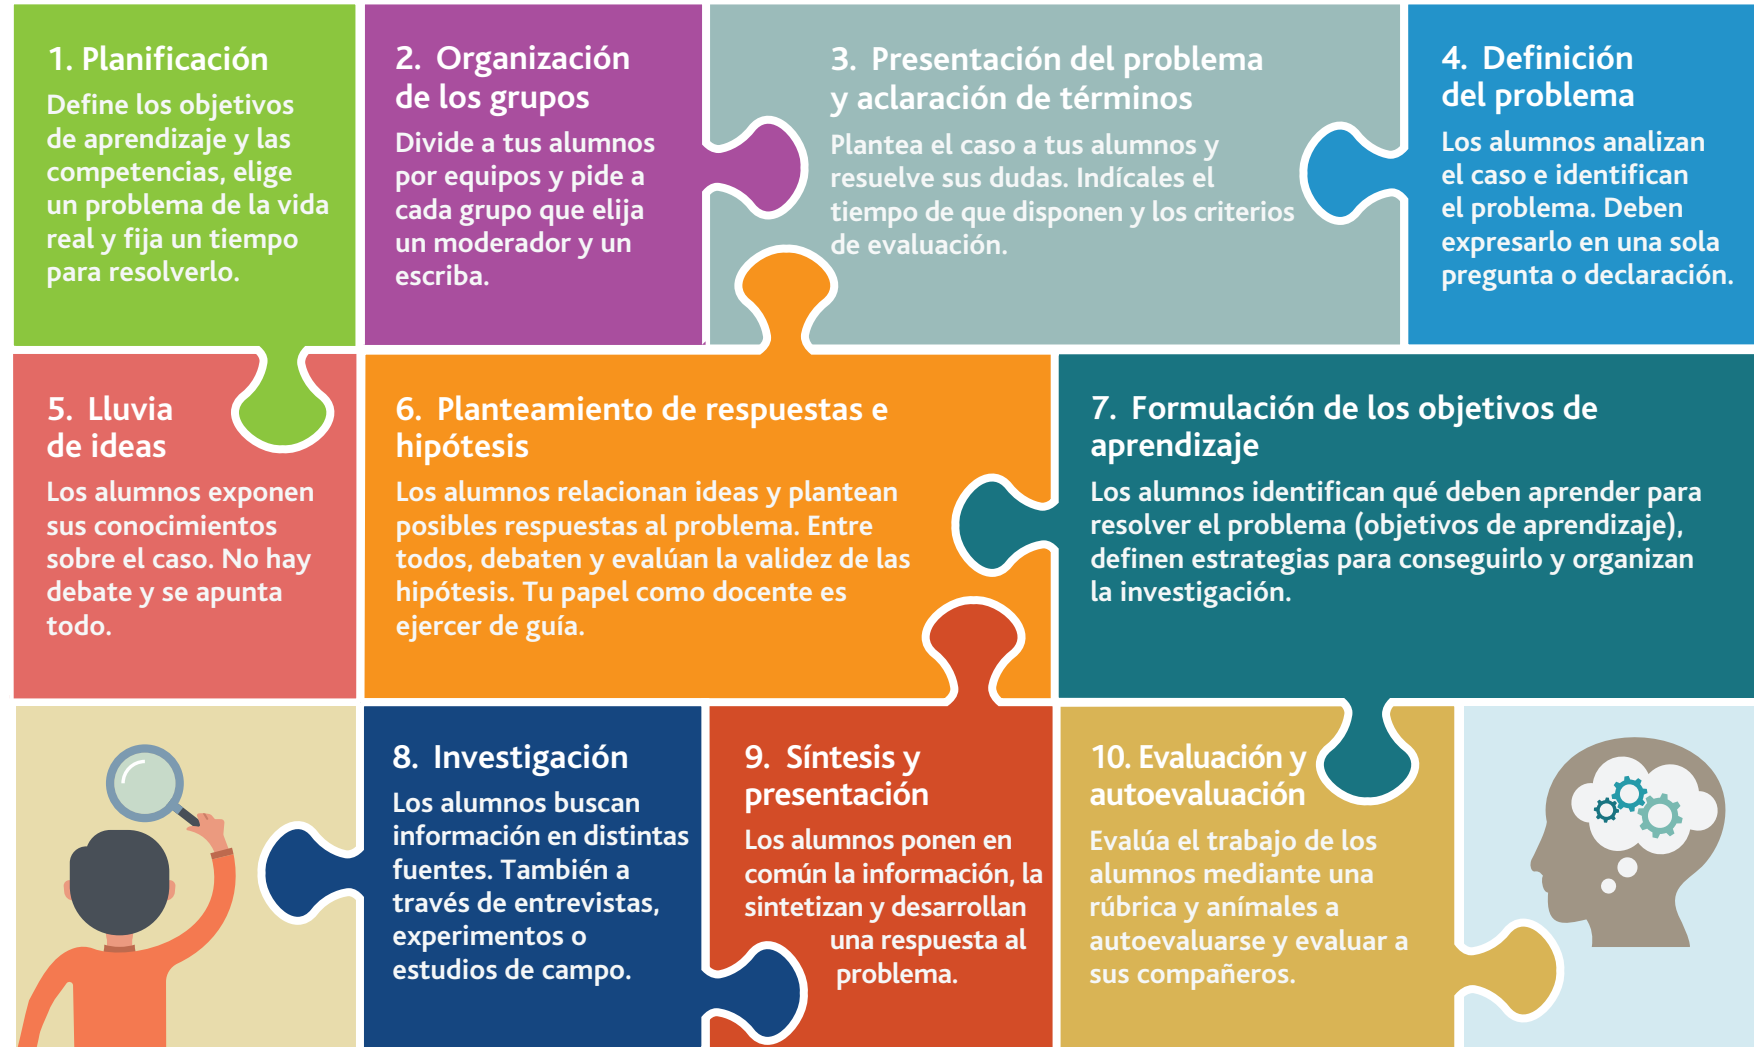 1. Planificación
Define los objetivos
de aprendizaje y las
competencias, elige
un problema de la vida
real y fija un tiempo
para resolverlo.
2. Organización
de los grupos
Divide a tus alumnos
por equipos y pide a
cada grupo que elija
un moderador y un
escriba.
3. Presentación del problema
y aclaración de términos
Plantea el caso a tus alumnos y
resuelve sus dudas. Indícales el
tiempo de que disponen y los criterios
de evaluación.
4. Definición
del problema
Los alumnos analizan
el caso e identifican
el problema. Deben
expresarlo en una sola
pregunta o declaración.
5. Lluvia
de ideas
Los alumnos exponen
sus conocimientos
sobre el caso. No hay
debate y se apunta
todo.
6. Planteamiento de respuestas e
hipótesis
Los alumnos relacionan ideas y plantean
posibles respuestas al problema. Entre
todos, debaten y evalúan la validez de las
hipótesis. Tu papel como docente es
ejercer de guía.
7. Formulación de los objetivos de
aprendizaje
Los alumnos identifican qué deben aprender para
resolver el problema (objetivos de aprendizaje),
definen estrategias para conseguirlo y organizan
la investigación.
8. Investigación
Los alumnos buscan
información en distintas
fuentes. También a
través de entrevistas,
experimentos o
estudios de campo.
9. Síntesis y
presentación
Los alumnos ponen en
común la información, la
sintetizan y desarrollan
una respuesta al
problema.
10. Evaluación y
autoevaluación
Evalúa el trabajo de los
alumnos mediante una
rúbrica y anímales a
autoevaluarse y evaluar a
sus compañeros.